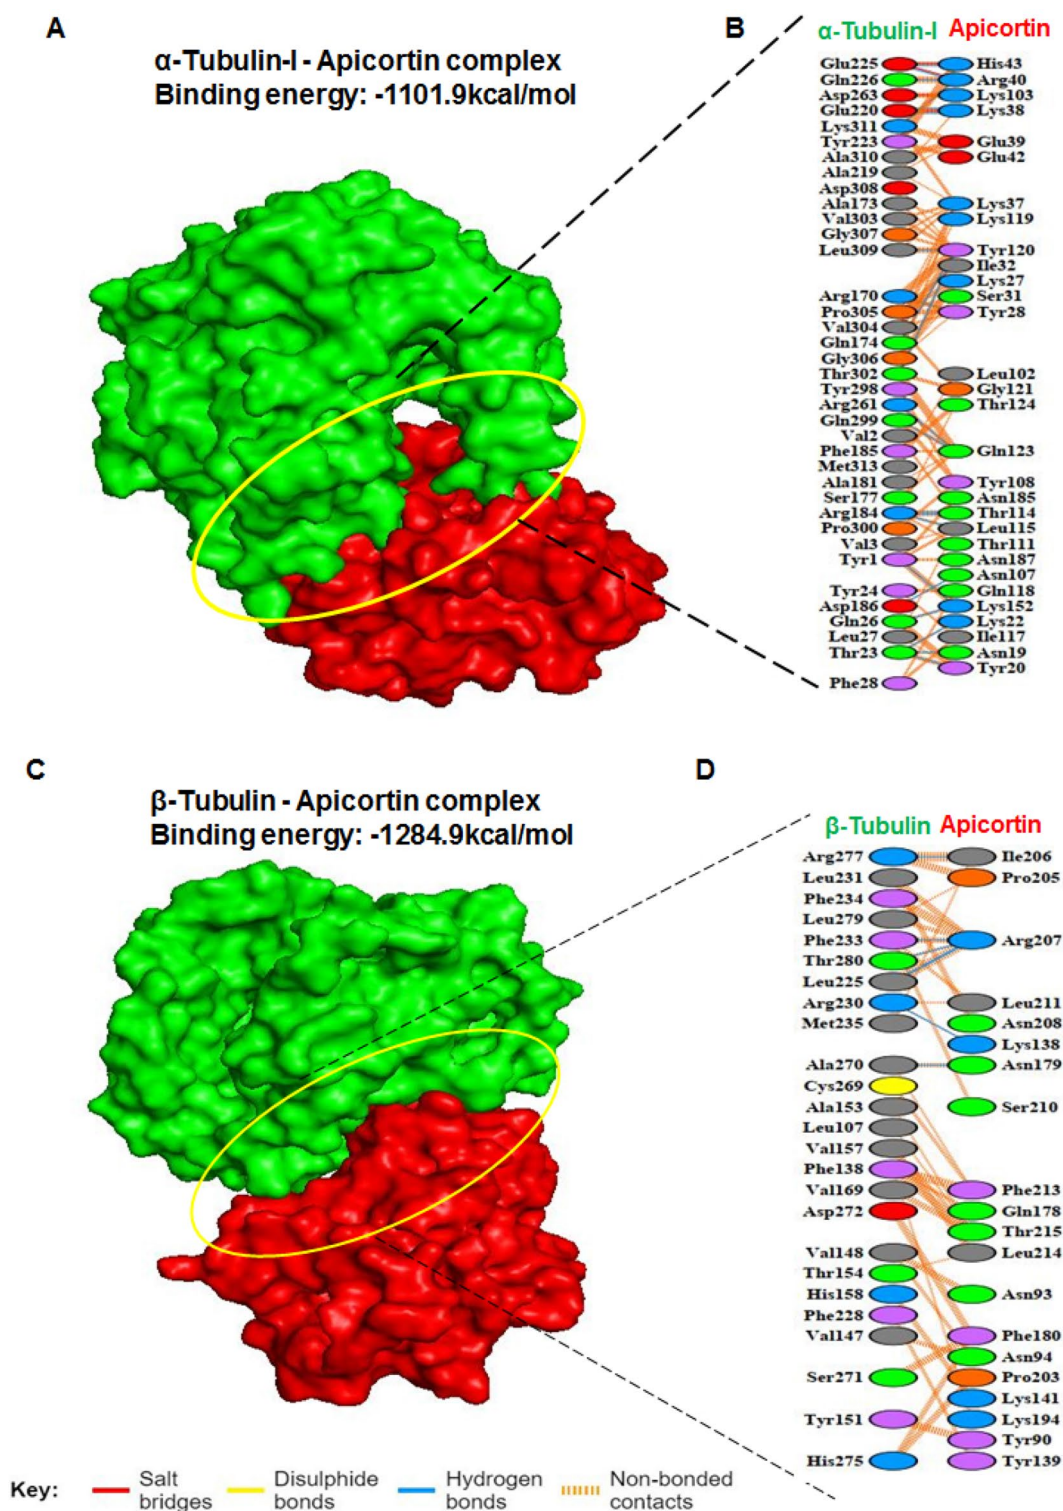 A
α-Tubulin-I - Apicortin complex
Binding energy: -1101.9kcal/mol
B
α-Tubulin-I Apicortin
Glu225 His43
Gln226 Arg40
Asp263 Lys103
Glu220 Lys38
Lys311
Tyr223 Glu39
Ala310 Glu42
Ala219
Asp308
Ala173 Lys37
Val303 Lys119
Gly307
Leu309 Tyr120
Ile32
Lys27
Arg170 Ser31
Pro305 Tyr28
Val304
Gln174
Gly306
Thr302 Leu102
Tyr298 Gly121
Arg261 Thr124
Gln299
Val2
Phe185 Gln123
Met313
Ala181 Tyr108
Ser177 Asn185
Arg184 Thr114
Pro300 Leu115
Val3 Thr111
Tyr1 Asn187
Asn107
Tyr24 Gln118
Asp186 Lys152
Gln26 Lys22
Leu27 Ile117
Thr23 Asn19
Tyr20
Phe28
C
β-Tubulin - Apicortin complex
Binding energy: -1284.9kcal/mol
D
β-Tubulin Apicortin
Arg277 Ile206
Leu231 Pro205
Phe234
Leu279
Phe233 Arg207
Thr280
Leu225
Arg230 Leu211
Met235 Asn208
Lys138
Ala270 Asn179
Cys269
Ala153 Ser210
Leu107
Val157
Phe138
Val169 Phe213
Asp272 Gln178
Thr215
Val148 Leu214
Thr154
His158 Asn93
Phe228
Val147 Phe180
Asn94
Ser271 Pro203
Lys141
Tyr151 Lys194
Tyr90
His275 Tyr139
Key: Salt bridges Disulphide bonds Hydrogen bonds Non-bonded contacts